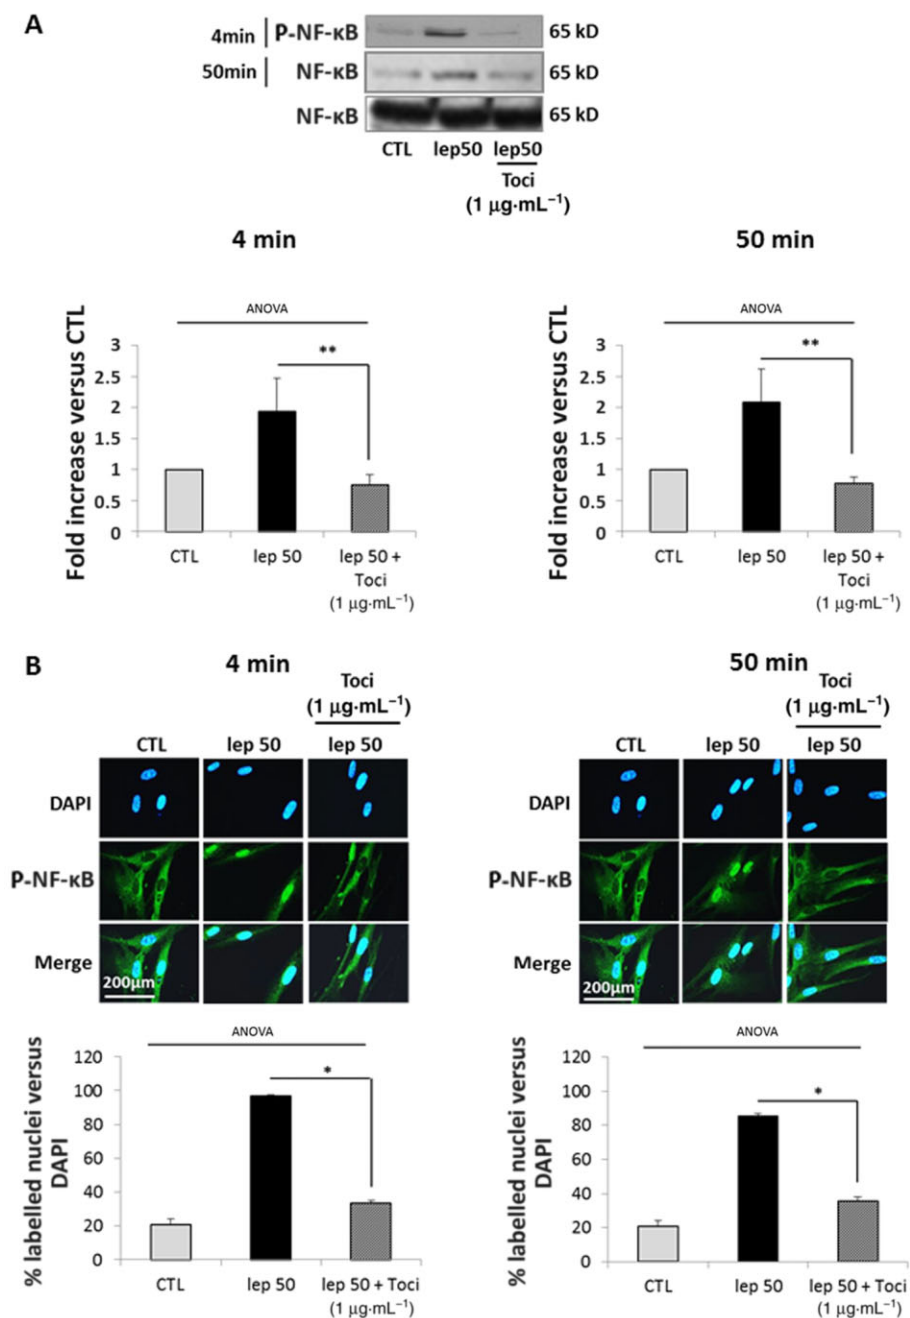 A
4min P-NF-κB 65 kD
50min NF-κB 65 kD
NF-κB 65 kD
CTL lep50 lep50
Toci
(1 μg·mL⁻¹)
4 min
Fold increase versus CTL
ANOVA
**
3
2.5
2
1
1
0.5
0
CTL lep 50 lep 50 +
Toci
(1 μg·mL⁻¹)
50 min
Fold increase versus CTL
ANOVA
**
3
2.5
2
1
1
0.5
0
CTL lep 50 lep 50 +
Toci
(1 μg·mL⁻¹)
B
4 min
Toci
(1 μg·mL⁻¹)
CTL lep 50 lep 50
DAPI
P-NF-κB
Merge
200μm
50 min
Toci
(1 μg·mL⁻¹)
CTL lep 50 lep 50
DAPI
P-NF-κB
Merge
200μm
% labelled nuclei versus
DAPI
ANOVA
*
120
100
80
60
40
20
0
CTL lep 50 lep 50 + Toci
(1 μg·mL⁻¹)
% labelled nuclei versus
DAPI
ANOVA
*
120
100
80
60
40
20
0
CTL lep 50 lep 50 + Toci
(1 μg·mL⁻¹)